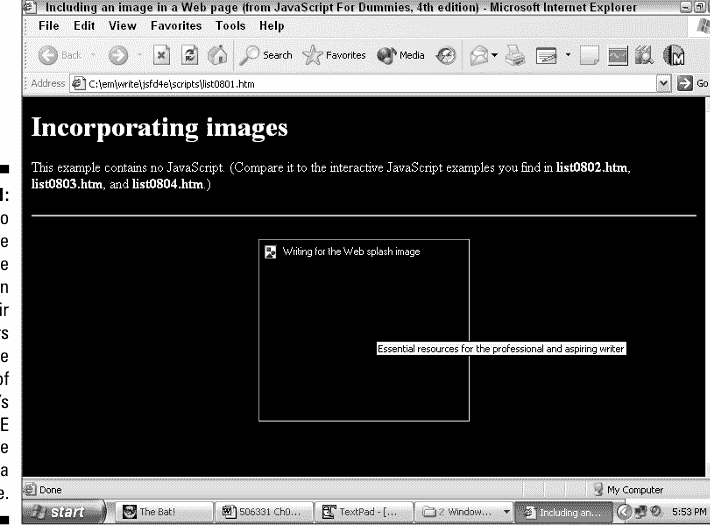 Including an image in a Web page (from JavaScript For Dummies, 4th edition) - Microsoft Internet Explorer
File Edit View Favorites Tools Help
Back Search Favorites Media
Address C:\em\write\jsfd4e\scripts\list0801.htm Go
Incorporating images
This example contains no JavaScript. (Compare it to the interactive JavaScript examples you find in list0802.htm,
list0803.htm, and list0804.htm.)
Writing for the Web splash image
Essential resources for the professional and aspiring writer
Done My Computer
start The Bat! 506331 Ch0... TextPad - [... 2 Window... Including an... 5:53 PM